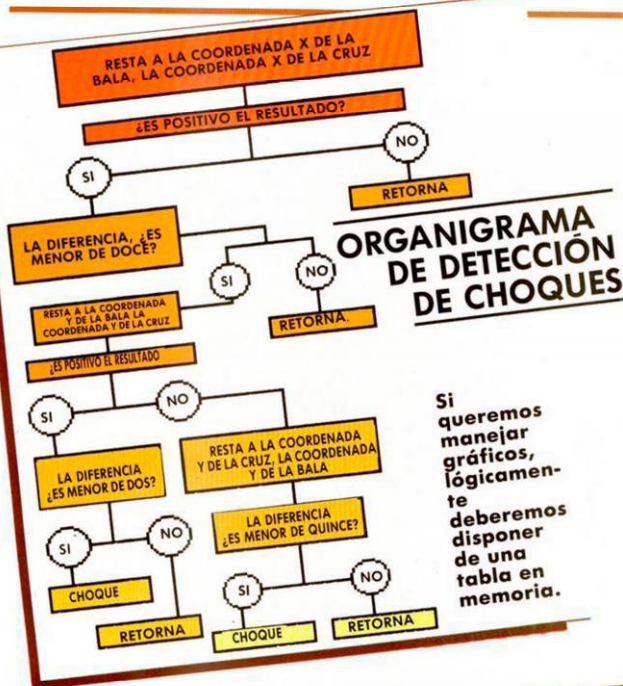 RESTA A LA COORDENADA X DE LA
BALA, LA COORDENADA X DE LA CRUZ
¿ES POSITIVO EL RESULTADO?
SI
NO
RETORNA
LA DIFERENCIA, ¿ES
MENOR DE DOCE?
SI
NO
RETORNA.
ORGANIGRAMA
DE DETECCIÓN
DE CHOQUES
RESTA A LA COORDENADA
Y DE LA BALA LA
COORDENADA Y DE LA CRUZ
¿ES POSITIVO EL RESULTADO
SI
NO
LA DIFERENCIA
¿ES MENOR DE DOS?
SI
NO
CHOQUE
RETORNA
RESTA A LA COORDENADA
Y DE LA CRUZ, LA COORDENADA
Y DE LA BALA
LA DIFERENCIA
¿ES MENOR DE QUINCE?
SI
NO
CHOQUE
RETORNA
Si
queremos
manejar
gráficos,
lógicamen-
te
deberemos
disponer
de una
tabla en
memoria.